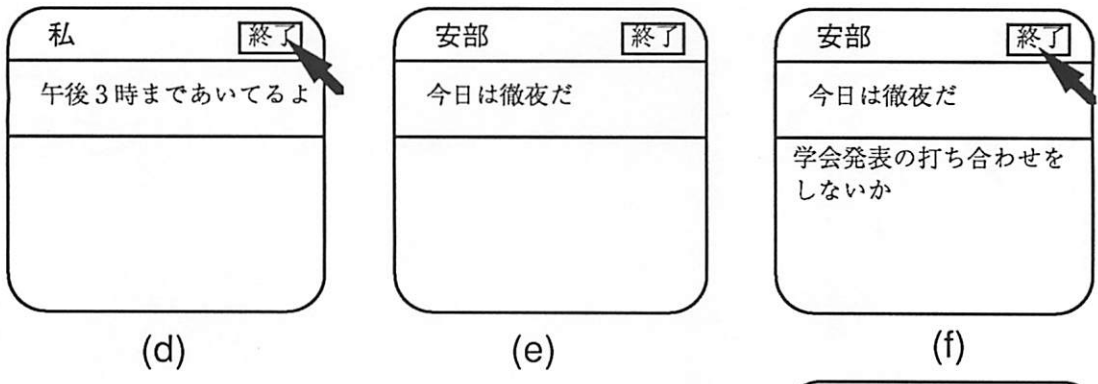 私 終了
午後3時まであいてるよ
(d)
安部 終了
今日は徹夜だ
(e)
安部 終了
今日は徹夜だ
学会発表の打ち合わせを
しないか
(f)